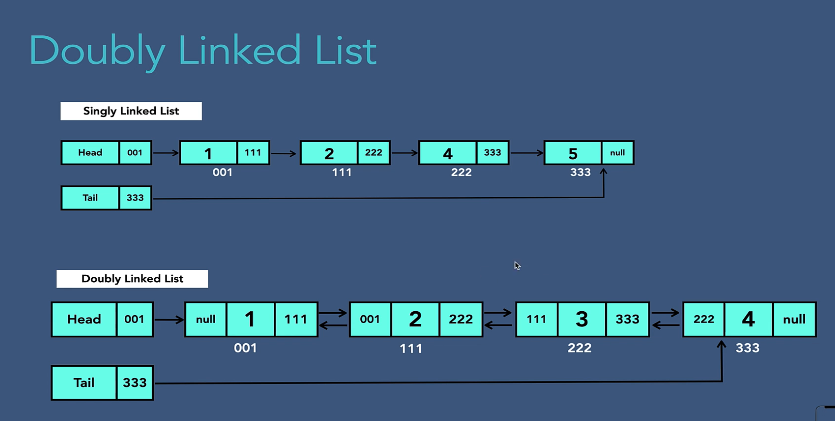 Doubly Linked List
Singly Linked List
Head 001 1 111 2 222 4 333 5 null
001 111 222 333
Tail 333
Doubly Linked List
Head 001 null 1 111 001 2 222 111 3 333 222 4 null
001 111 222 333
Tail 333